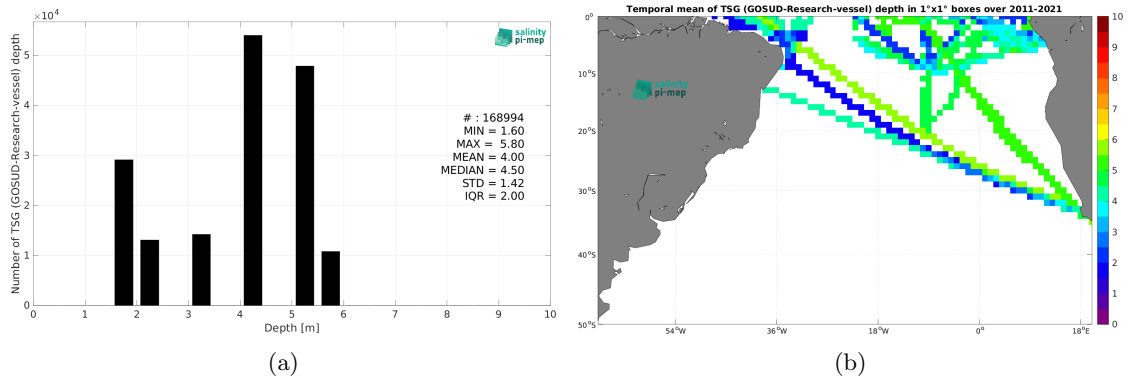 ×10⁴
5
4
3
2
1
0
Number of TSG (GOSUD-Research-vessel) depth
salinity
pi-mep
# : 168994
MIN = 1.60
MAX = 5.80
MEAN = 4.00
MEDIAN = 4.50
STD = 1.42
IQR = 2.00
0 1 2 3 4 5 6 7 8 9 10
Depth [m]
(a)
Temporal mean of TSG (GOSUD-Research-vessel) depth in 1°x1° boxes over 2011-2021
0°
10°S
20°S
30°S
40°S
50°S
salinity
pi-mep
54°W 36°W 18°W 0° 18°E
10
9
8
7
6
5
4
3
2
1
0
(b)